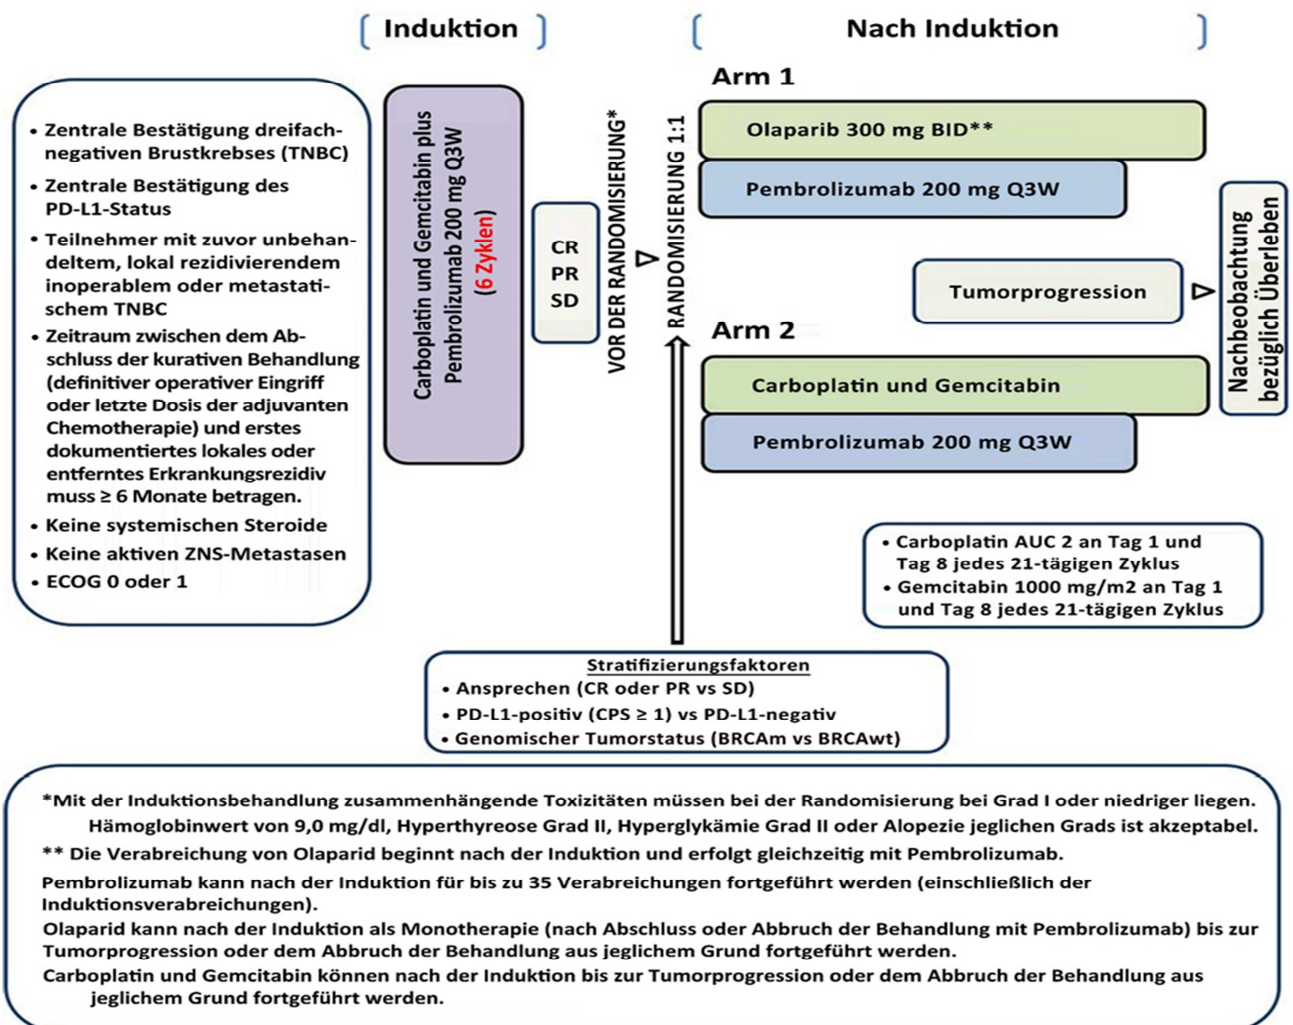 Induktion
Nach Induktion
• Zentrale Bestätigung dreifach-
negativen Brustkrebses (TNBC)
• Zentrale Bestätigung des
PD-L1-Status
• Teilnehmer mit zuvor unbehan-
deltem, lokal rezidivierendem
inoperablem oder metastati-
schem TNBC
• Zeitraum zwischen dem Ab-
schluss der kurativen Behandlung
(definitiver operativer Eingriff
oder letzte Dosis der adjuvanten
Chemotherapie) und erstes
dokumentiertes lokales oder
entferntes Erkrankungsrezidiv
muss ≥ 6 Monate betragen.
• Keine systemischen Steroide
• Keine aktiven ZNS-Metastasen
• ECOG 0 oder 1
Carboplatin und Gemcitabin plus
Pembrolizumab 200 mg Q3W
(6 Zyklen)
CR
PR
SD
VOR DER RANDOMISIERUNG*
RANDOMISIERUNG 1:1
Arm 1
Olaparib 300 mg BID**
Pembrolizumab 200 mg Q3W
Tumorprogression
Arm 2
Carboplatin und Gemcitabin
Pembrolizumab 200 mg Q3W
Nachbeobachtung
bezüglich Überleben
• Carboplatin AUC 2 an Tag 1 und
Tag 8 jedes 21-tägigen Zyklus
• Gemcitabin 1000 mg/m2 an Tag 1
und Tag 8 jedes 21-tägigen Zyklus
Stratifizierungsfaktoren
• Ansprechen (CR oder PR vs SD)
• PD-L1-positiv (CPS ≥ 1) vs PD-L1-negativ
• Genomischer Tumorstatus (BRCAm vs BRCAwt)
*Mit der Induktionsbehandlung zusammenhängende Toxizitäten müssen bei der Randomisierung bei Grad I oder niedriger liegen.
Hämoglobinwert von 9,0 mg/dl, Hyperthyreose Grad II, Hyperglykämie Grad II oder Alopezie jeglichen Grads ist akzeptabel.
** Die Verabreichung von Olaparid beginnt nach der Induktion und erfolgt gleichzeitig mit Pembrolizumab.
Pembrolizumab kann nach der Induktion für bis zu 35 Verabreichungen fortgeführt werden (einschließlich der
Induktionsverabreichungen).
Olaparid kann nach der Induktion als Monotherapie (nach Abschluss oder Abbruch der Behandlung mit Pembrolizumab) bis zur
Tumorprogression oder dem Abbruch der Behandlung aus jeglichem Grund fortgeführt werden.
Carboplatin und Gemcitabin können nach der Induktion bis zur Tumorprogression oder dem Abbruch der Behandlung aus
jeglichem Grund fortgeführt werden.